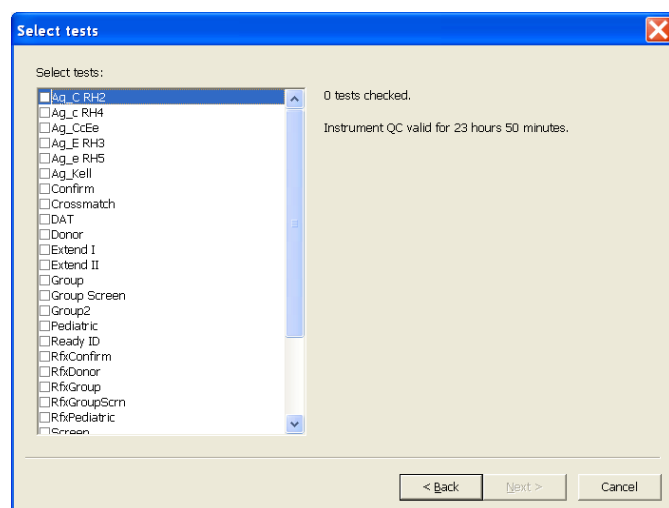 Select tests
Select tests:
Ag_C RH2
Ag_c RH4
Ag_CcEe
Ag_E RH3
Ag_e RH5
Ag_Kell
Confirm
Crossmatch
DAT
Donor
Extend I
Extend II
Group
Group Screen
Group2
Pediatric
Ready ID
RfxConfirm
RfxDonor
RfxGroup
RfxGroupScrn
RfxPediatric
Screen
0 tests checked.
Instrument QC valid for 23 hours 50 minutes.
< Back
Next >
Cancel